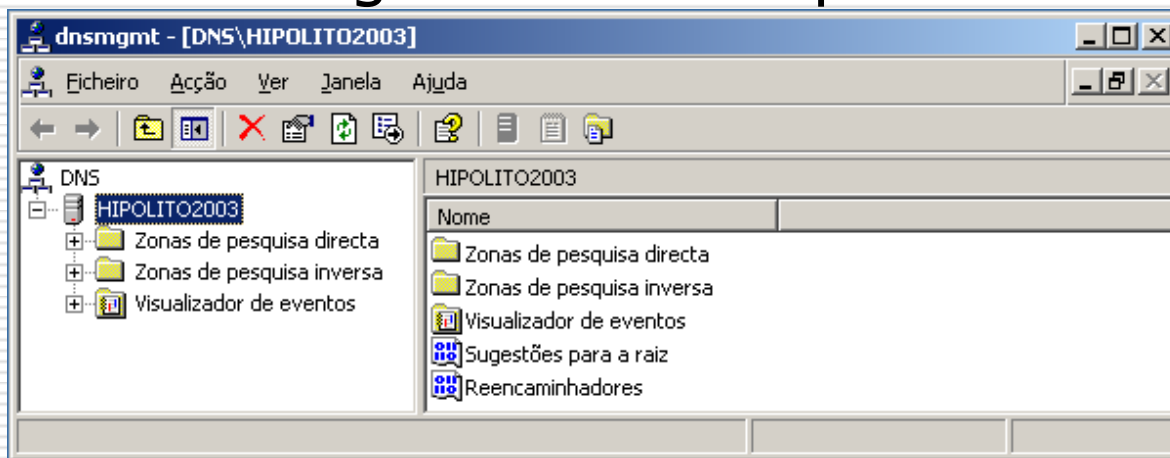 dnsmgmt - [DNS\HIPOLITO2003]
Ficheiro Acção Ver Janela Ajuda
DNS
HIPOLITO2003
Zonas de pesquisa directa
Zonas de pesquisa inversa
Visualizador de eventos
HIPOLITO2003
Nome
Zonas de pesquisa directa
Zonas de pesquisa inversa
Visualizador de eventos
Sugestões para a raiz
Reencaminhadores